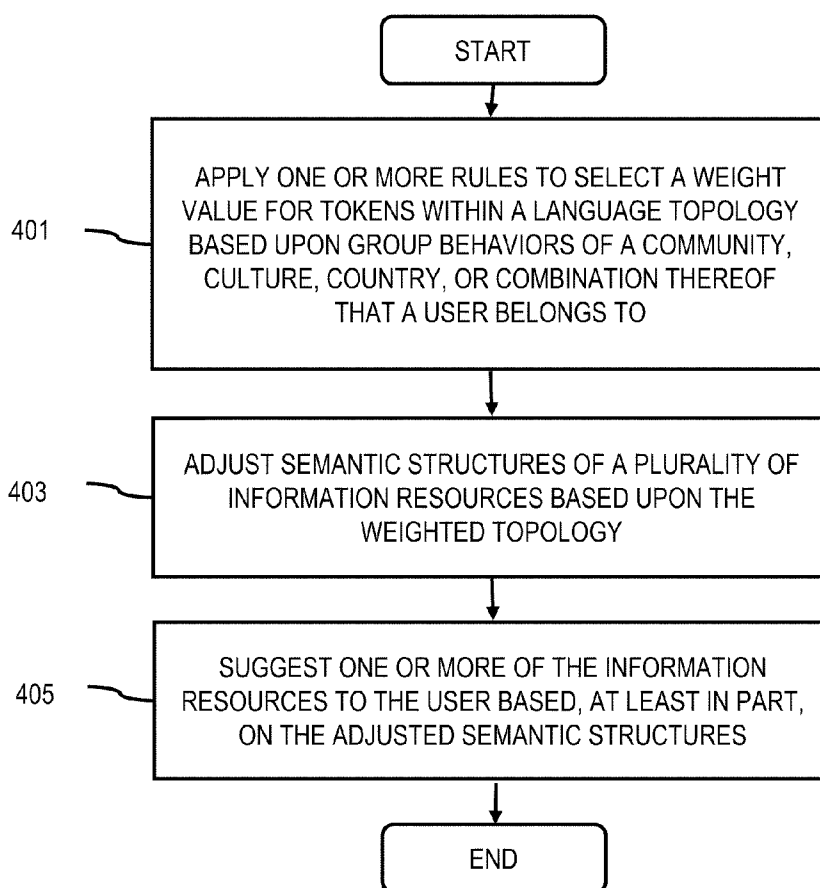 START
401
APPLY ONE OR MORE RULES TO SELECT A WEIGHT
VALUE FOR TOKENS WITHIN A LANGUAGE TOPOLOGY
BASED UPON GROUP BEHAVIORS OF A COMMUNITY,
CULTURE, COUNTRY, OR COMBINATION THEREOF
THAT A USER BELONGS TO
403
ADJUST SEMANTIC STRUCTURES OF A PLURALITY OF
INFORMATION RESOURCES BASED UPON THE
WEIGHTED TOPOLOGY
405
SUGGEST ONE OR MORE OF THE INFORMATION
RESOURCES TO THE USER BASED, AT LEAST IN PART,
ON THE ADJUSTED SEMANTIC STRUCTURES
END